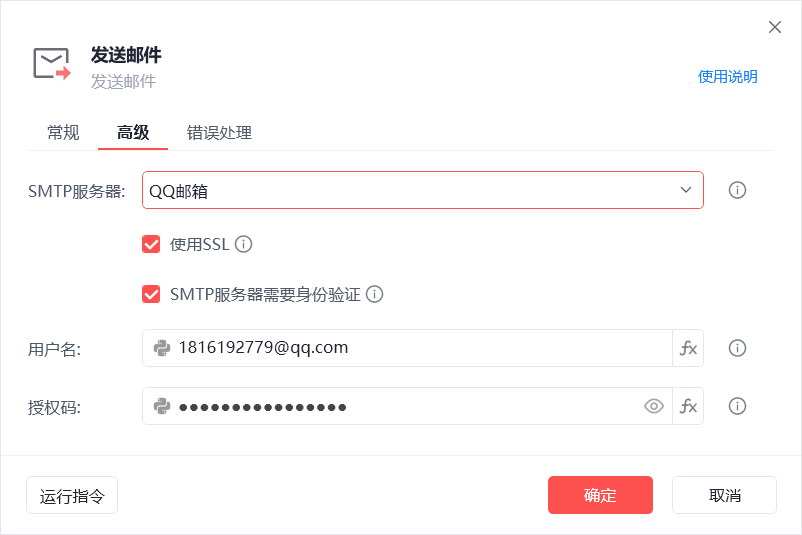 发送邮件
发送邮件
使用说明
常规 高级 错误处理
SMTP服务器: QQ邮箱
使用SSL
SMTP服务器需要身份验证
用户名: 1816192779@qq.com fx
授权码: ●●●●●●●●●●●●●●●● fx
运行指令 确定 取消